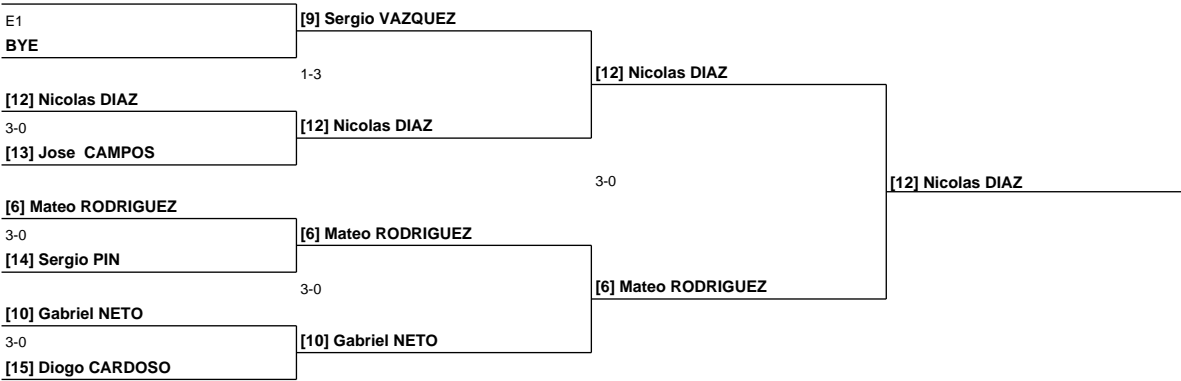 E1
BYE
[9] Sergio VAZQUEZ
1-3
[12] Nicolas DIAZ
[12] Nicolas DIAZ
3-0
[13] Jose  CAMPOS
[12] Nicolas DIAZ
3-0
[12] Nicolas DIAZ
[6] Mateo RODRIGUEZ
3-0
[14] Sergio PIN
[6] Mateo RODRIGUEZ
3-0
[6] Mateo RODRIGUEZ
[10] Gabriel NETO
3-0
[15] Diogo CARDOSO
[10] Gabriel NETO